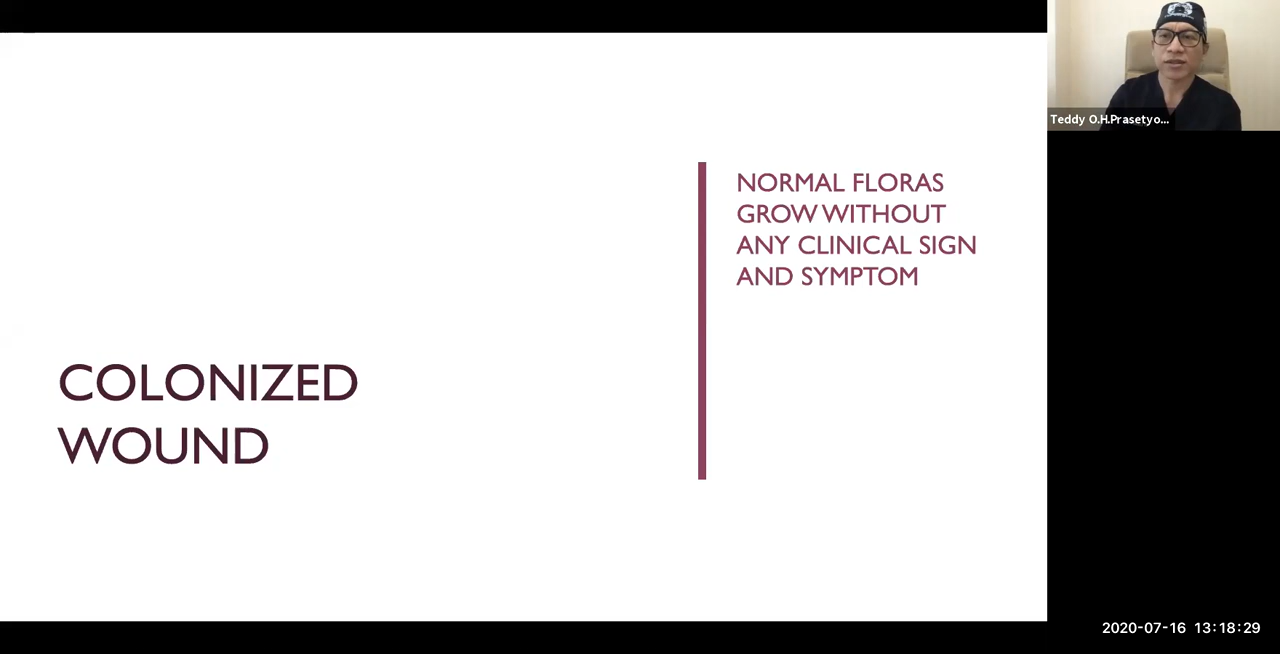 COLONIZED
WOUND
NORMAL FLORAS
GROW WITHOUT
ANY CLINICAL SIGN
AND SYMPTOM
Teddy O.H.Prasetyo...
2020-07-16 13:18:29